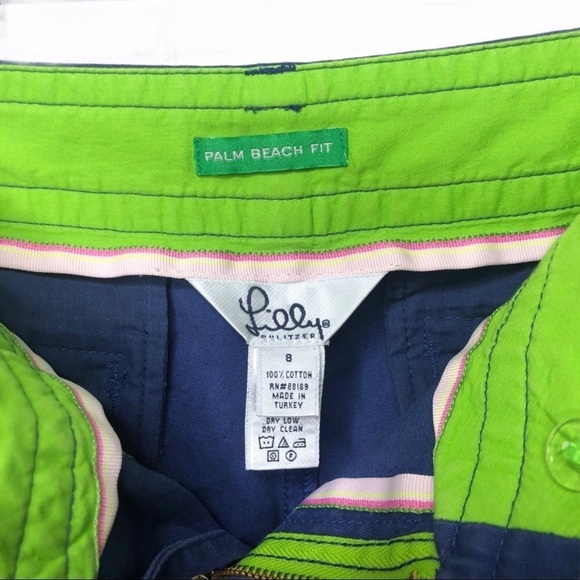 PALM BEACH FIT
Lilly®
PULITZER
8
100% COTTON
RN#88189
MADE IN
TURKEY
DRY LOW
DRY CLEAN